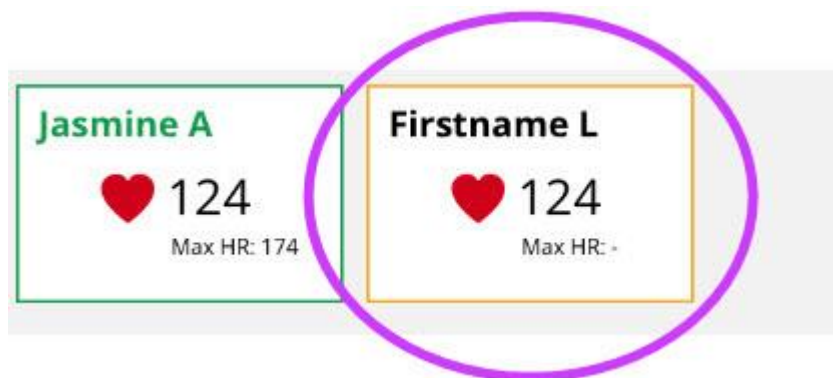 Jasmine A
124
Max HR: 174
Firstname L
124
Max HR: -